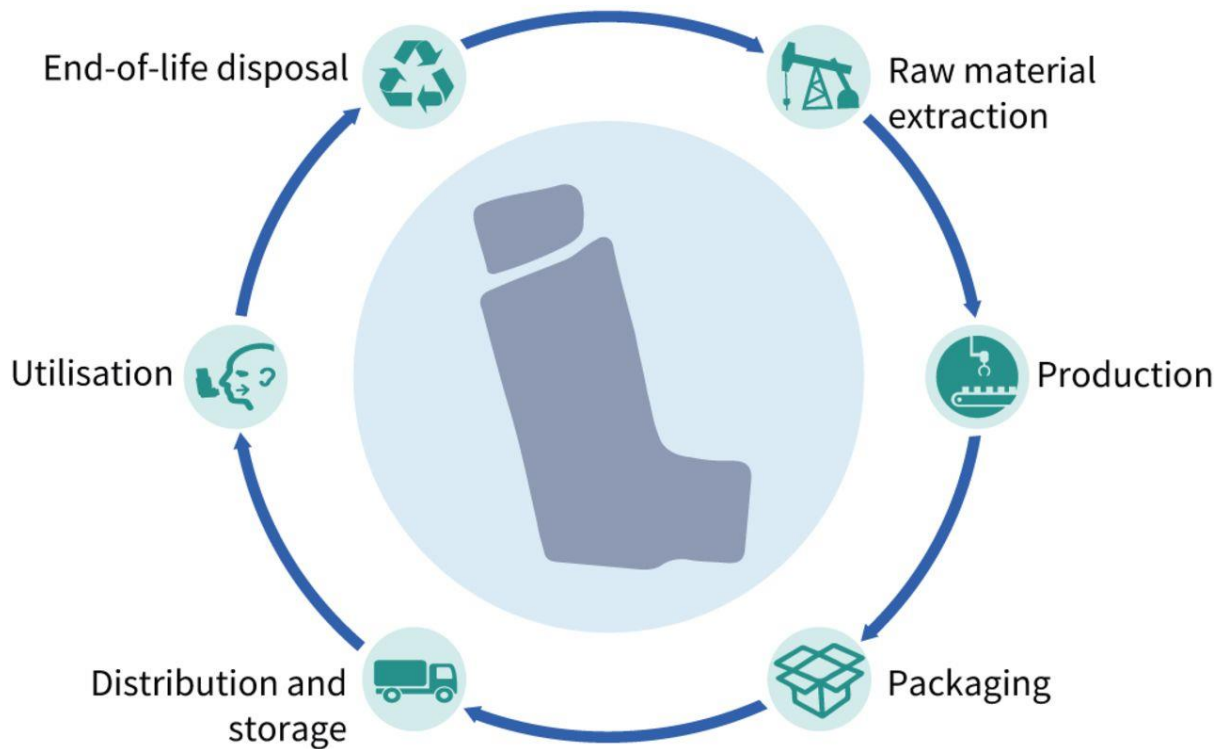 End-of-life disposal
Raw material
extraction
Utilisation
Production
Distribution and
storage
Packaging